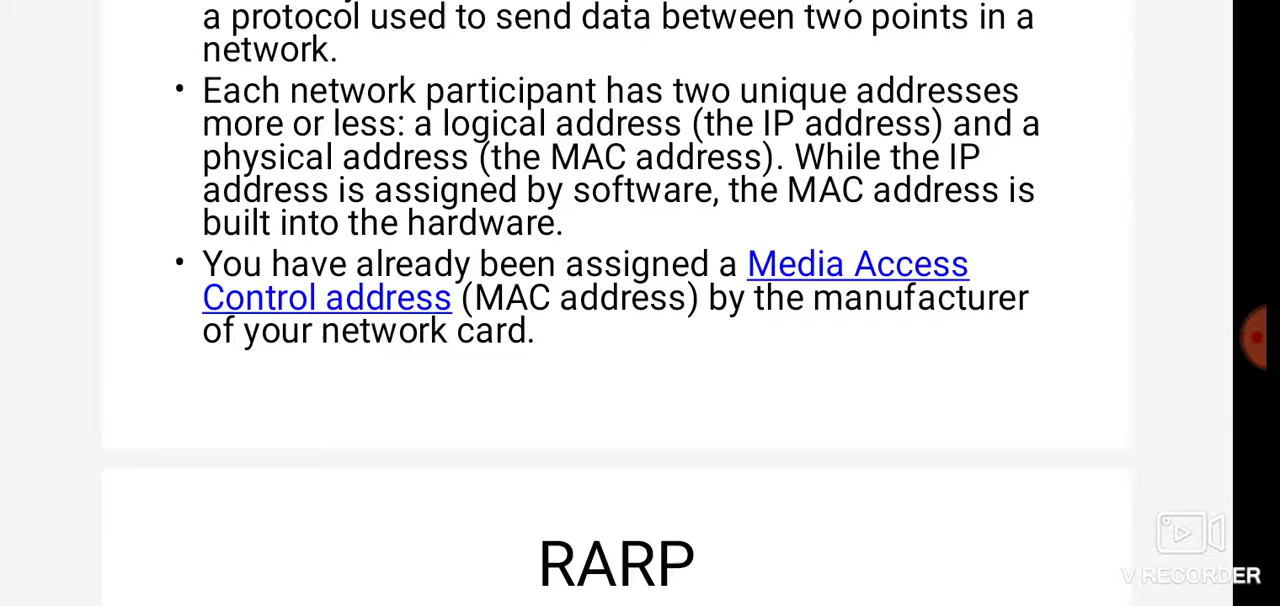 a protocol used to send data between two points in a
network.
• Each network participant has two unique addresses
more or less: a logical address (the IP address) and a
physical address (the MAC address). While the IP
address is assigned by software, the MAC address is
built into the hardware.
• You have already been assigned a Media Access
Control address (MAC address) by the manufacturer
of your network card.
RARP
V RECORDER